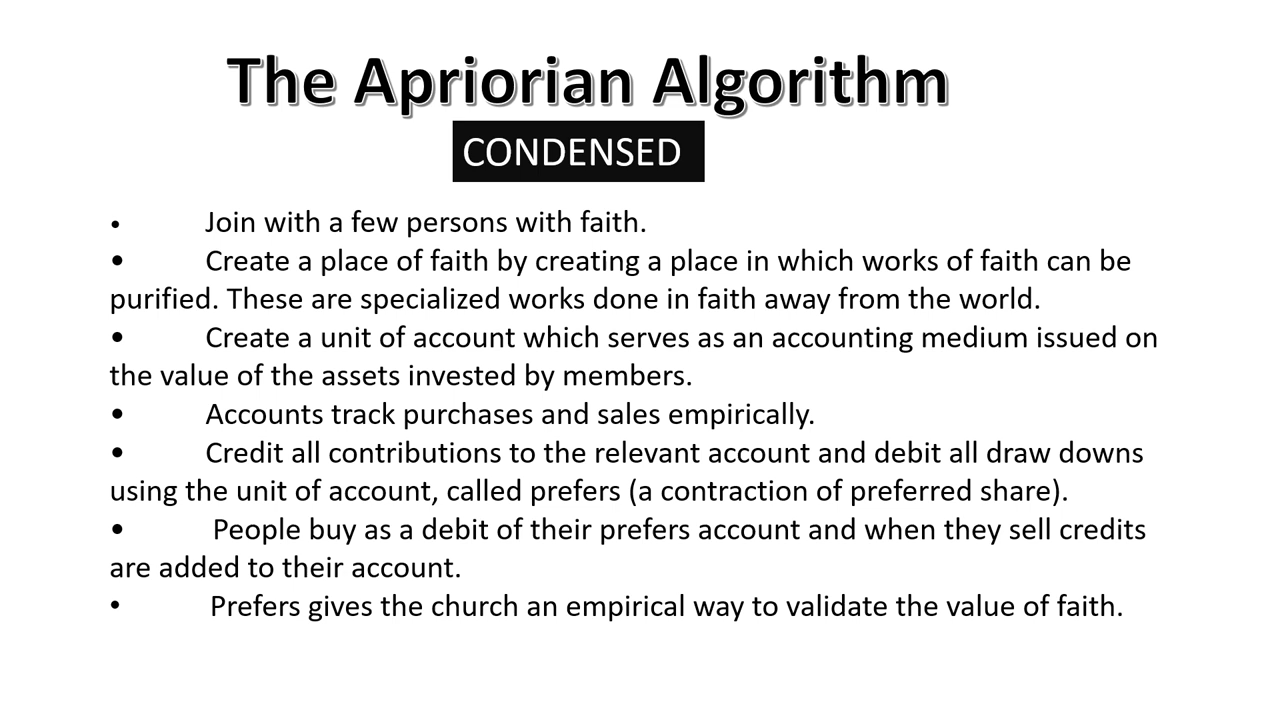 The Apriorian Algorithm
CONDENSED
• Join with a few persons with faith.
• Create a place of faith by creating a place in which works of faith can be
purified. These are specialized works done in faith away from the world.
• Create a unit of account which serves as an accounting medium issued on
the value of the assets invested by members.
• Accounts track purchases and sales empirically.
• Credit all contributions to the relevant account and debit all draw downs
using the unit of account, called prefers (a contraction of preferred share).
• People buy as a debit of their prefers account and when they sell credits
are added to their account.
• Prefers gives the church an empirical way to validate the value of faith.